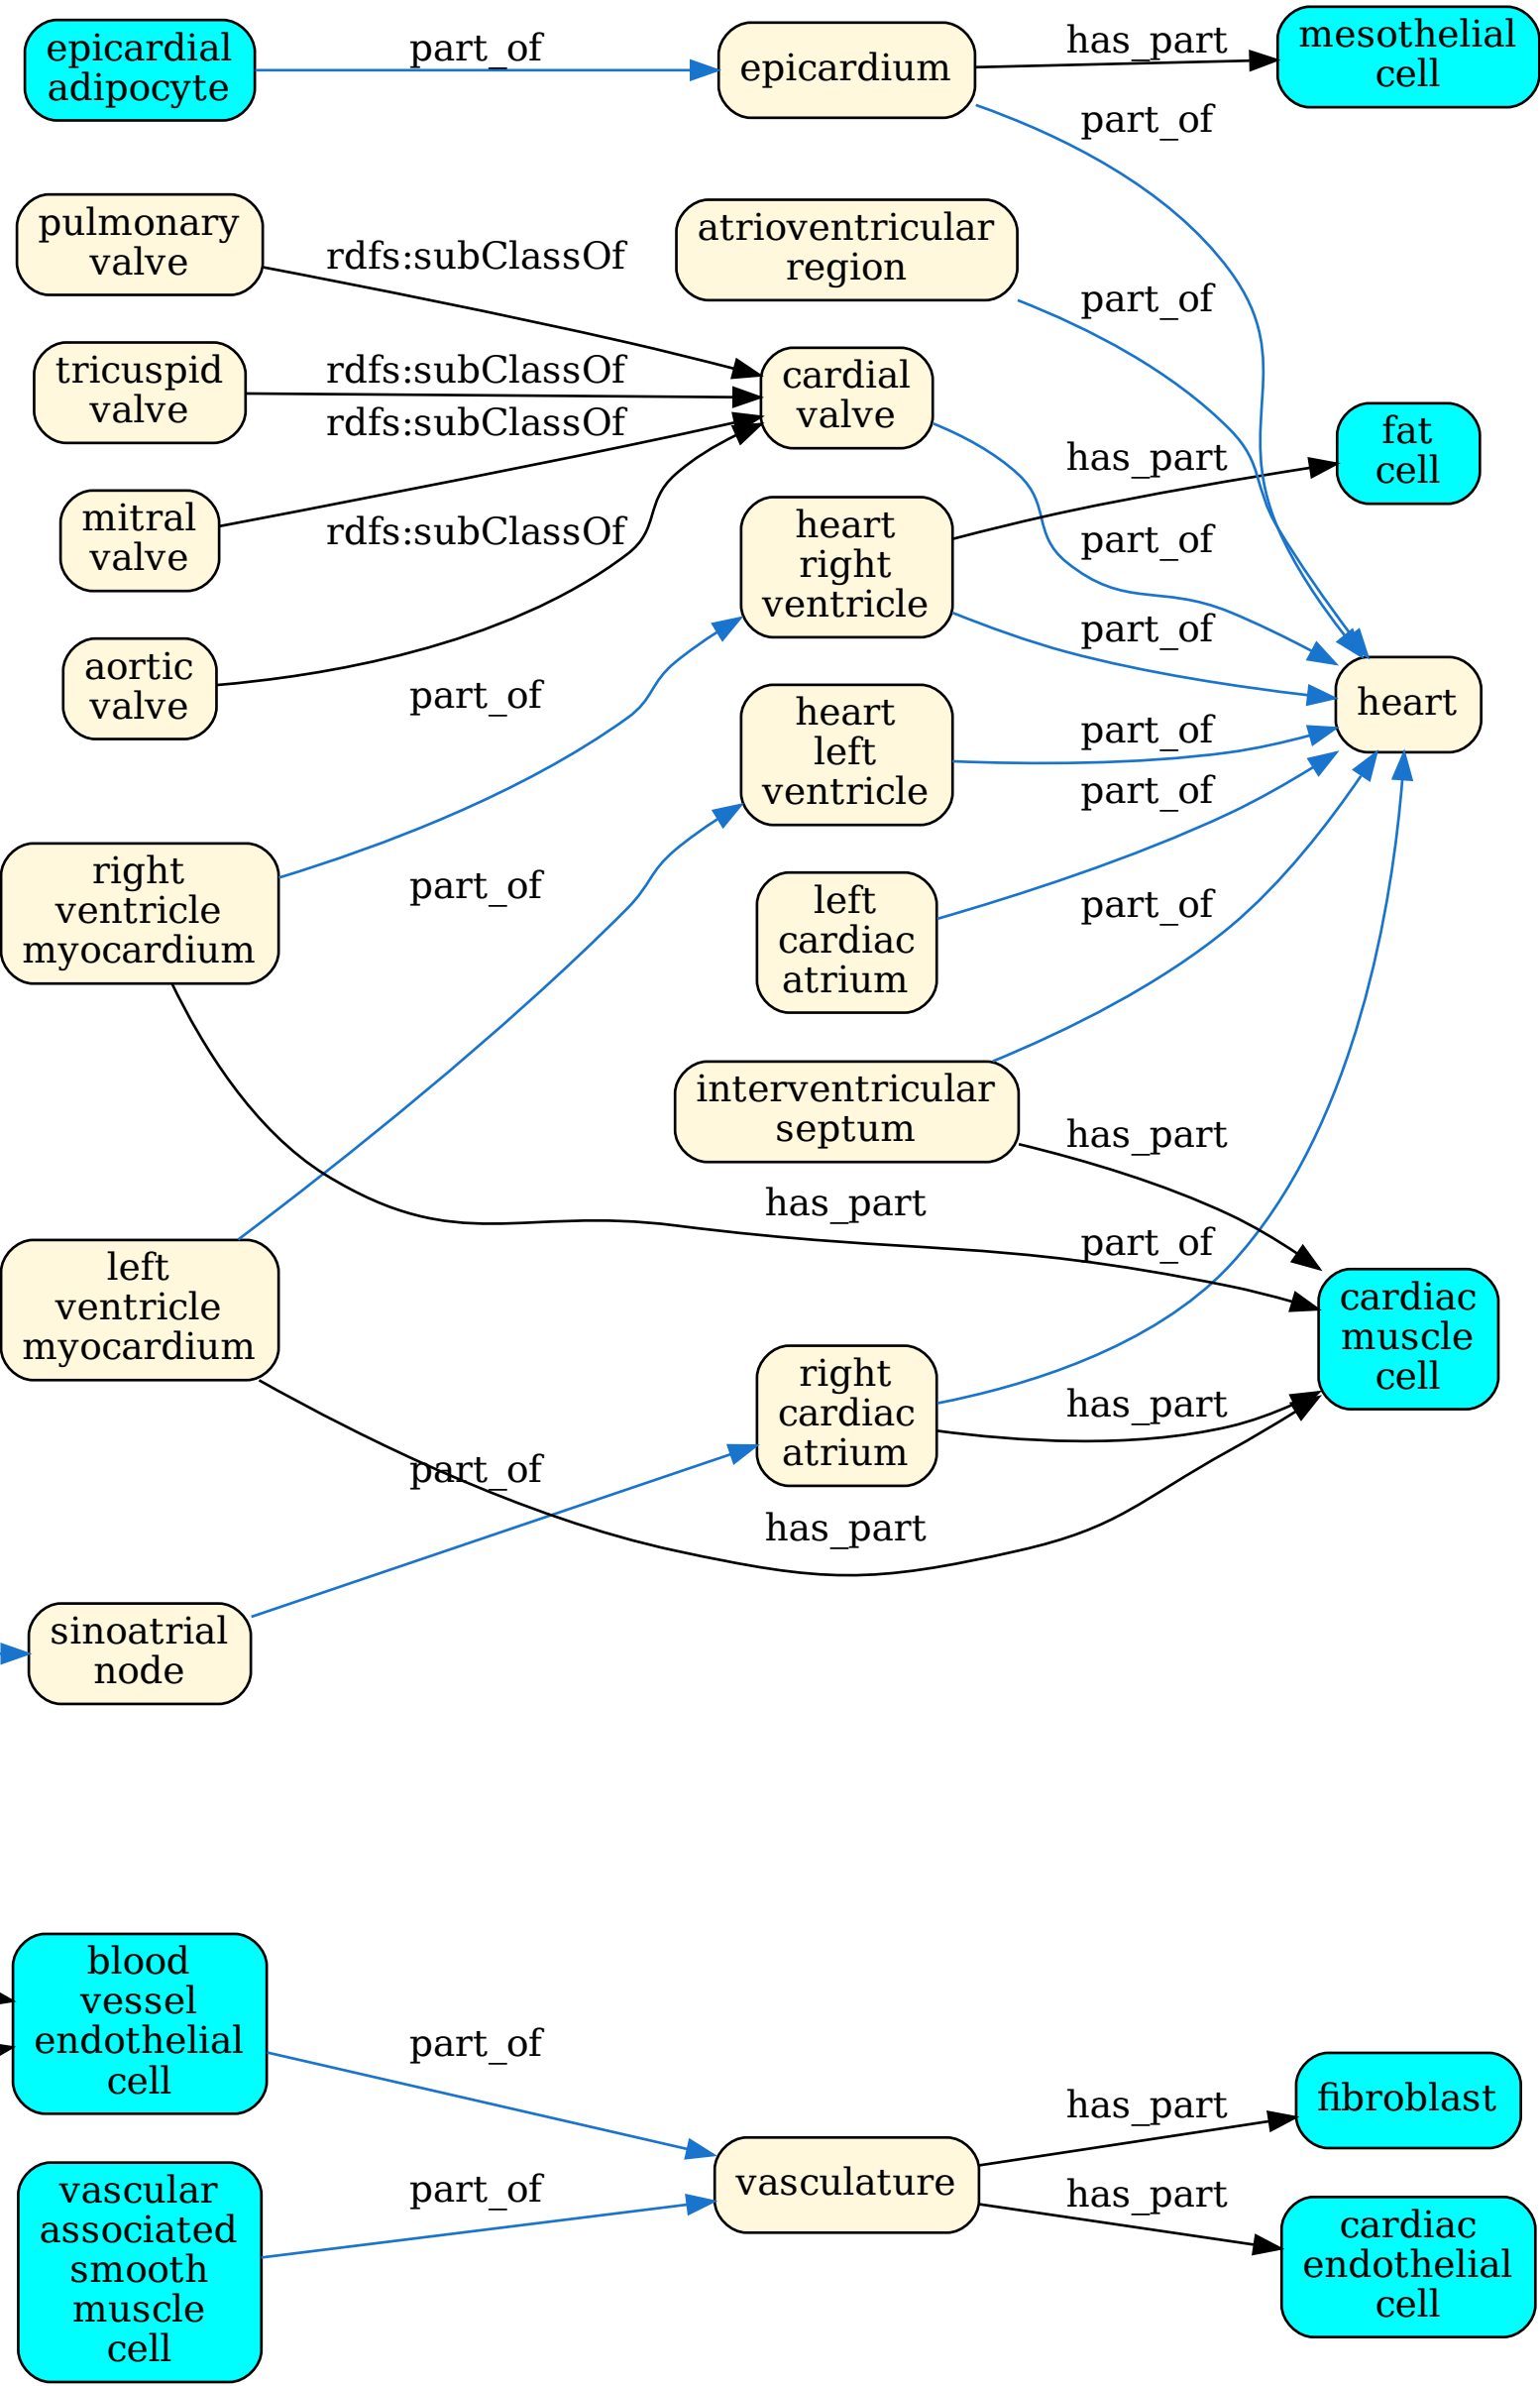 epicardial
adipocyte
part_of
epicardium
has_part
mesothelial
cell
part_of
pulmonary
valve
rdfs:subClassOf
atrioventricular
region
part_of
tricuspid
valve
rdfs:subClassOf
cardial
valve
rdfs:subClassOf
fat
cell
has_part
mitral
valve
rdfs:subClassOf
heart
right
ventricle
part_of
part_of
aortic
valve
part_of
heart
left
ventricle
part_of
heart
part_of
right
ventricle
myocardium
part_of
left
cardiac
atrium
part_of
interventricular
septum
has_part
has_part
part_of
left
ventricle
myocardium
cardiac
muscle
cell
right
cardiac
atrium
has_part
part_of
has_part
sinoatrial
node
blood
vessel
endothelial
cell
part_of
fibroblast
has_part
vasculature
part_of
has_part
vascular
associated
smooth
muscle
cell
cardiac
endothelial
cell